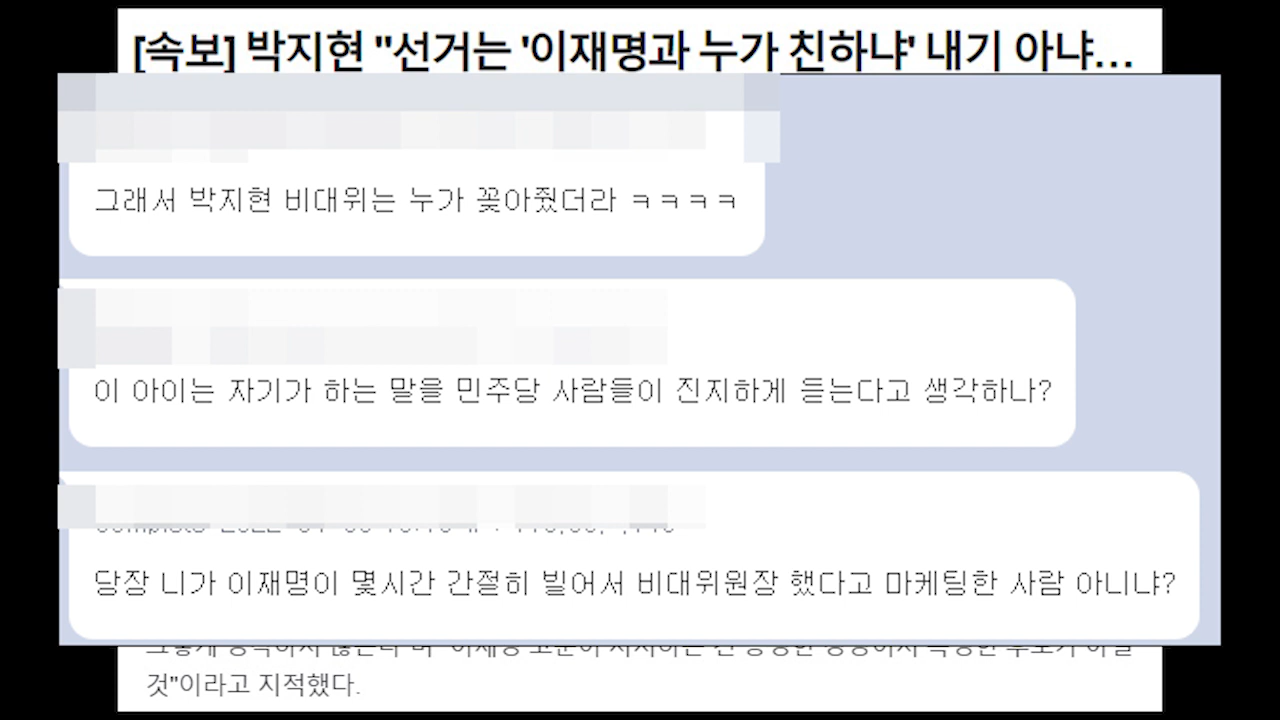 [속보] 박지현 "선거는 '이재명과 누가 친하냐' 내기 아냐...
그래서 박지현 비대위는 누가 꽂아줬더라 ㅋㅋㅋㅋ
이 아이는 자기가 하는 말을 민주당 사람들이 진지하게 듣는다고 생각하나?
당장 니가 이재명이 몇시간 간절히 빌어서 비대위원장 했다고 마케팅한 사람 아니냐?
것"이라고 지적했다.